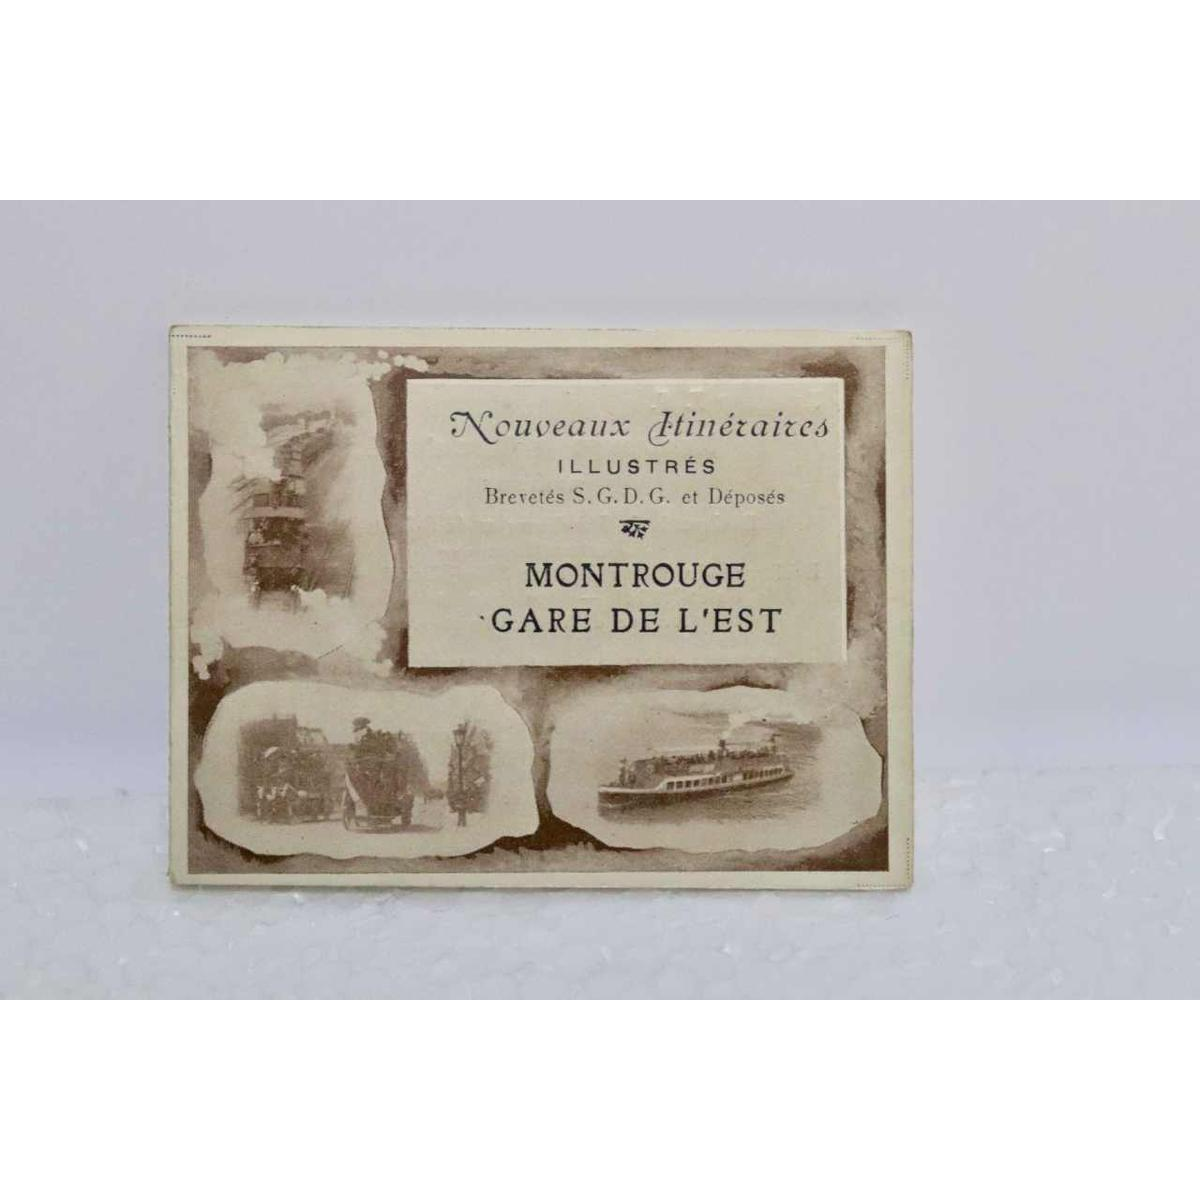 Nouveaux Itinéraires
ILLUSTRÉS
Brevetés S.G.D.G. et Déposés
MONTROUGE
GARE DE L'EST